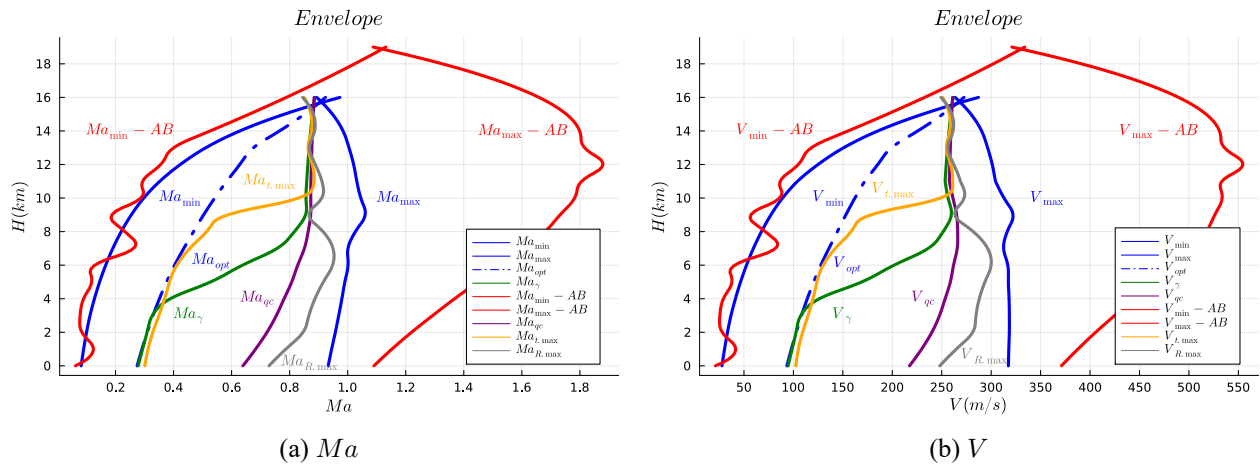 Envelope
H(km)
18
16
14
12
10
8
6
4
2
0
Ma_min − AB
Ma_max − AB
Ma_min
Ma_t.max
Ma_max
Ma_opt
Ma_qc
Ma_γ
Ma_R.max
Ma_min
Ma_max
Ma_opt
Ma_γ
Ma_min − AB
Ma_max − AB
Ma_qc
Ma_t.max
Ma_R.max
0.2 0.4 0.6 0.8 1.0 1.2 1.4 1.6 1.8
Ma
(a) Ma
Envelope
H(km)
18
16
14
12
10
8
6
4
2
0
V_min − AB
V_max − AB
V_min
V_t.max
V_max
V_opt
V_qc
V_γ
V_R.max
V_min
V_max
V_opt
V_γ
V_qc
V_min − AB
V_max − AB
V_t.max
V_R.max
50 100 150 200 250 300 350 400 450 500 550
V(m/s)
(b) V